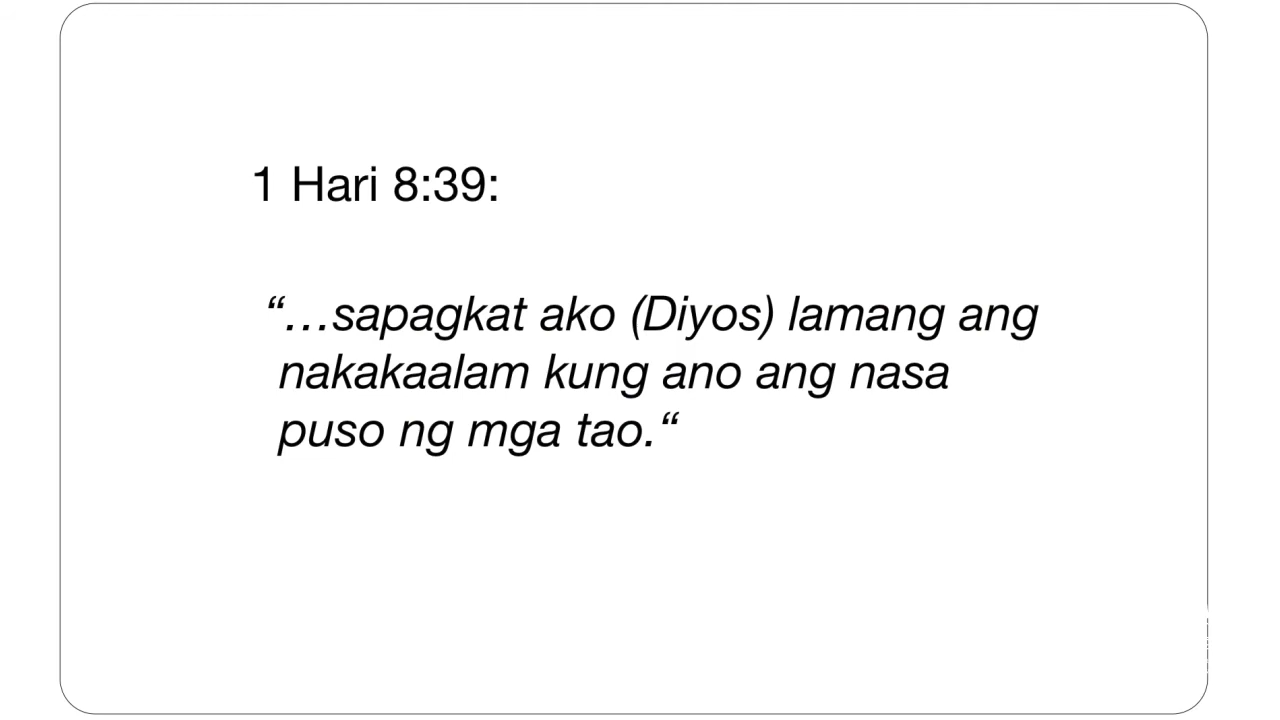 1 Hari 8:39:
“…sapagkat ako (Diyos) lamang ang
nakakaalam kung ano ang nasa
puso ng mga tao.“